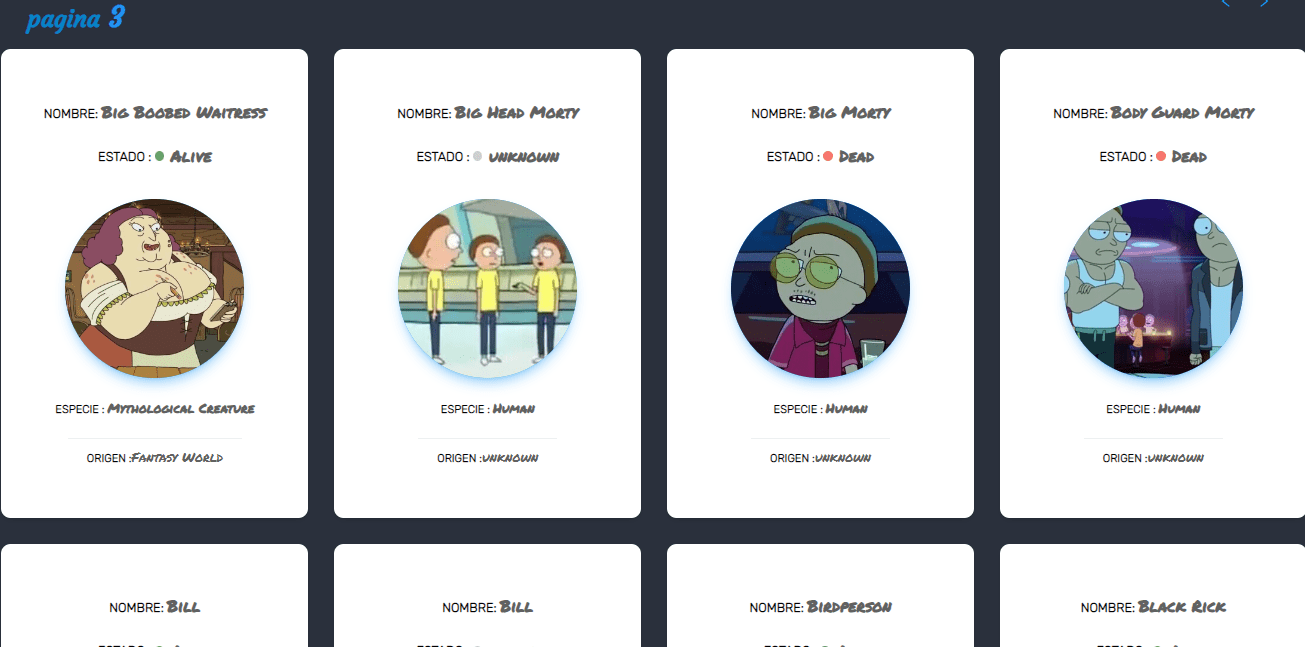 pagina 3
NOMBRE: Big Boobed Waitress
ESTADO : Alive
ESPECIE : Mythological Creature
ORIGEN :Fantasy World
NOMBRE: Big Head Morty
ESTADO : unknown
ESPECIE : Human
ORIGEN :unknown
NOMBRE: Big Morty
ESTADO : Dead
ESPECIE : Human
ORIGEN :unknown
NOMBRE: Body Guard Morty
ESTADO : Dead
ESPECIE : Human
ORIGEN :unknown
NOMBRE: Bill
NOMBRE: Bill
NOMBRE: Birdperson
NOMBRE: Black Rick